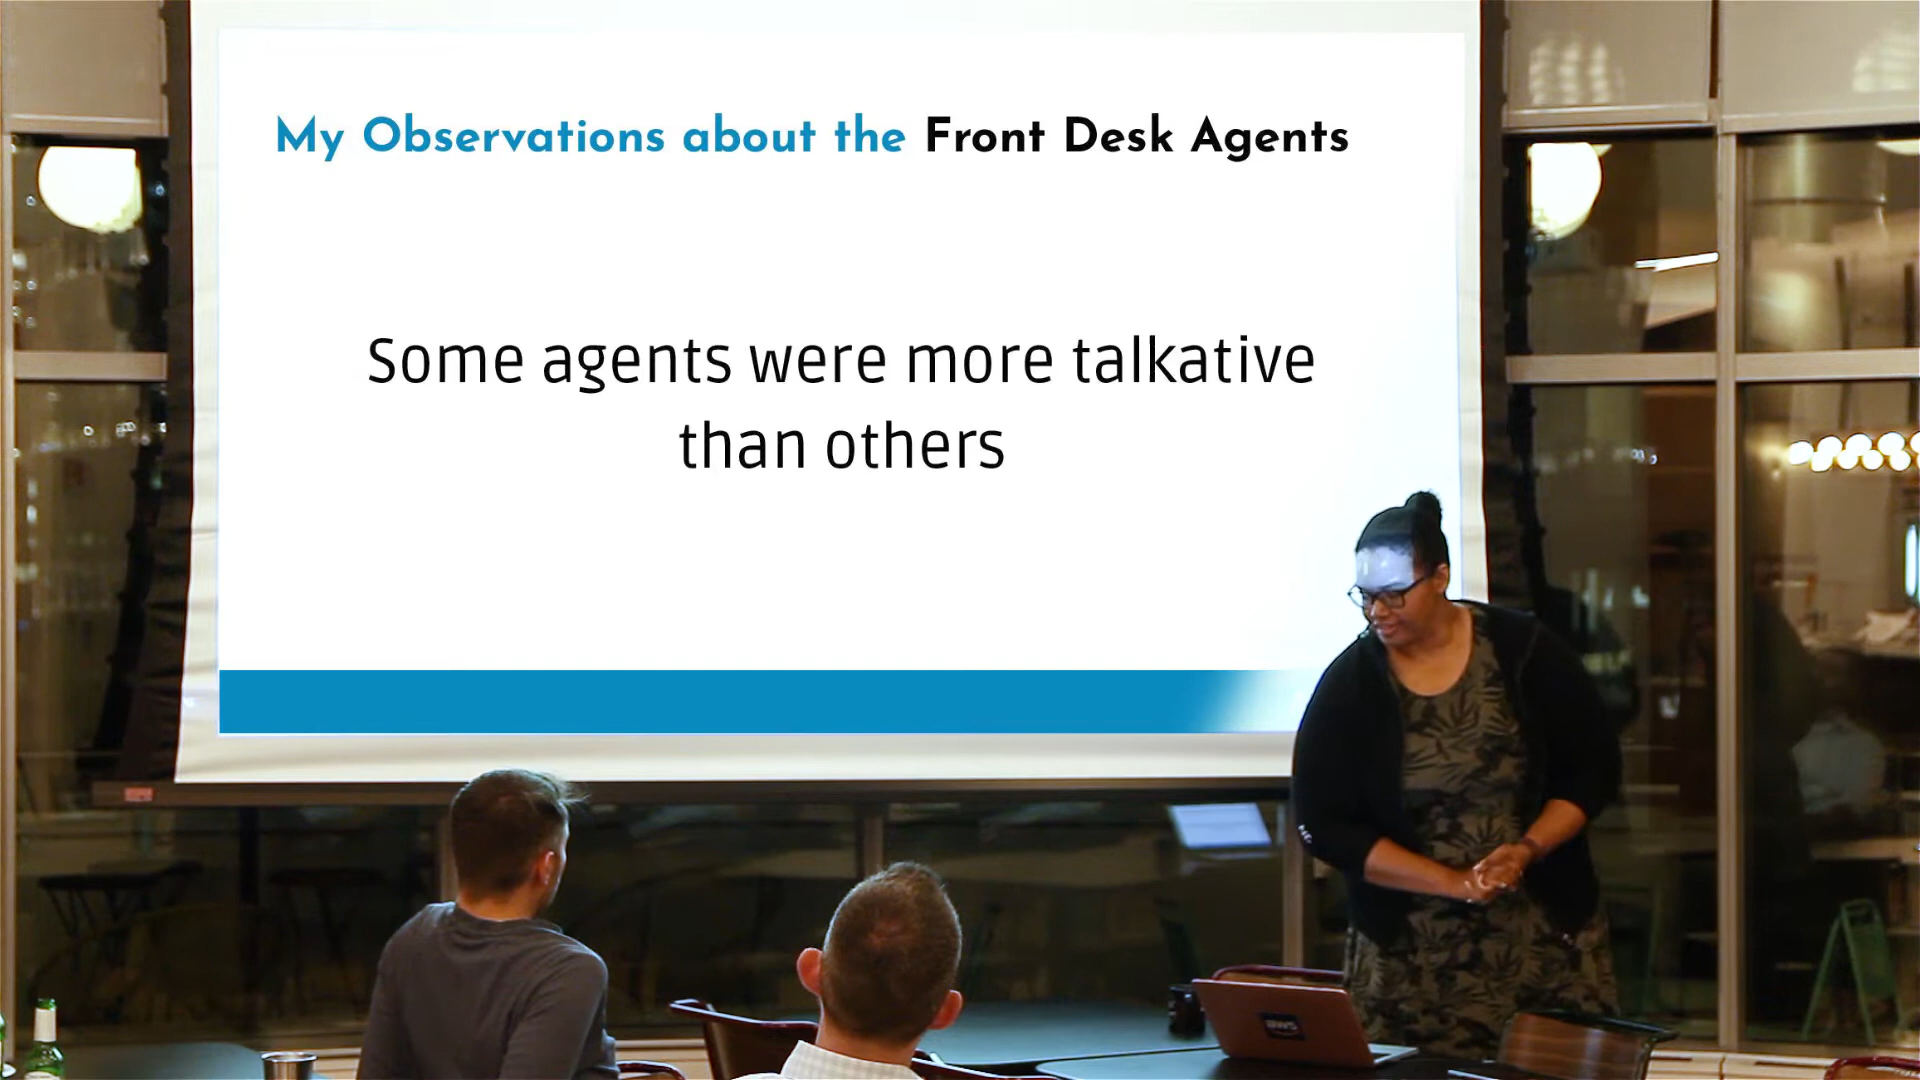 My Observations about the Front Desk Agents
Some agents were more talkative
than others